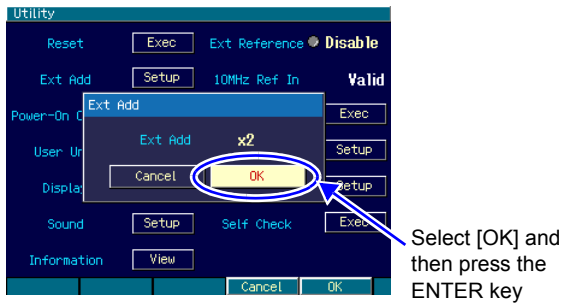 Utility
Reset Exec Ext Reference Disable
Ext Add Setup 10MHz Ref In Valid
Ext Add
Power-On Exec
Ext Add x2
User Un Setup
Cancel OK
Display Setup
Sound Setup Self Check Exec
Information View
Cancel OK
Select [OK] and
then press the
ENTER key